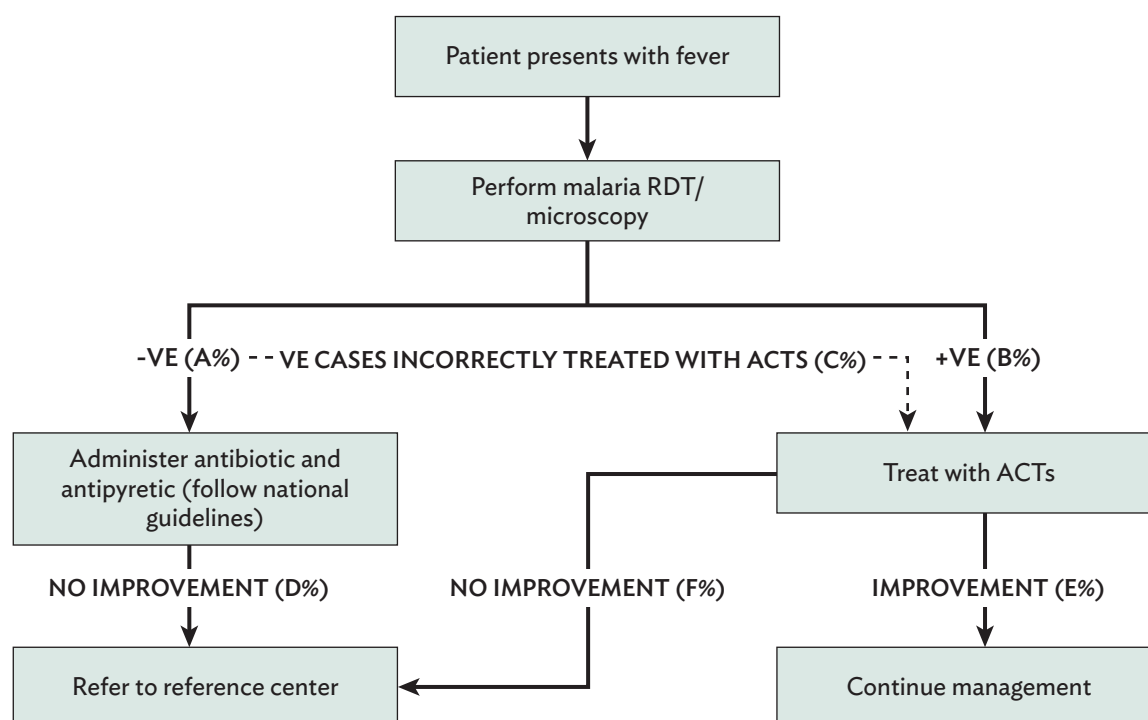 Patient presents with fever
Perform malaria RDT/
microscopy
-VE (A%) -- VE CASES INCORRECTLY TREATED WITH ACTS (C%) --
+VE (B%)
Administer antibiotic and
antipyretic (follow national
guidelines)
Treat with ACTs
NO IMPROVEMENT (D%)
NO IMPROVEMENT (F%)
IMPROVEMENT (E%)
Refer to reference center
Continue management